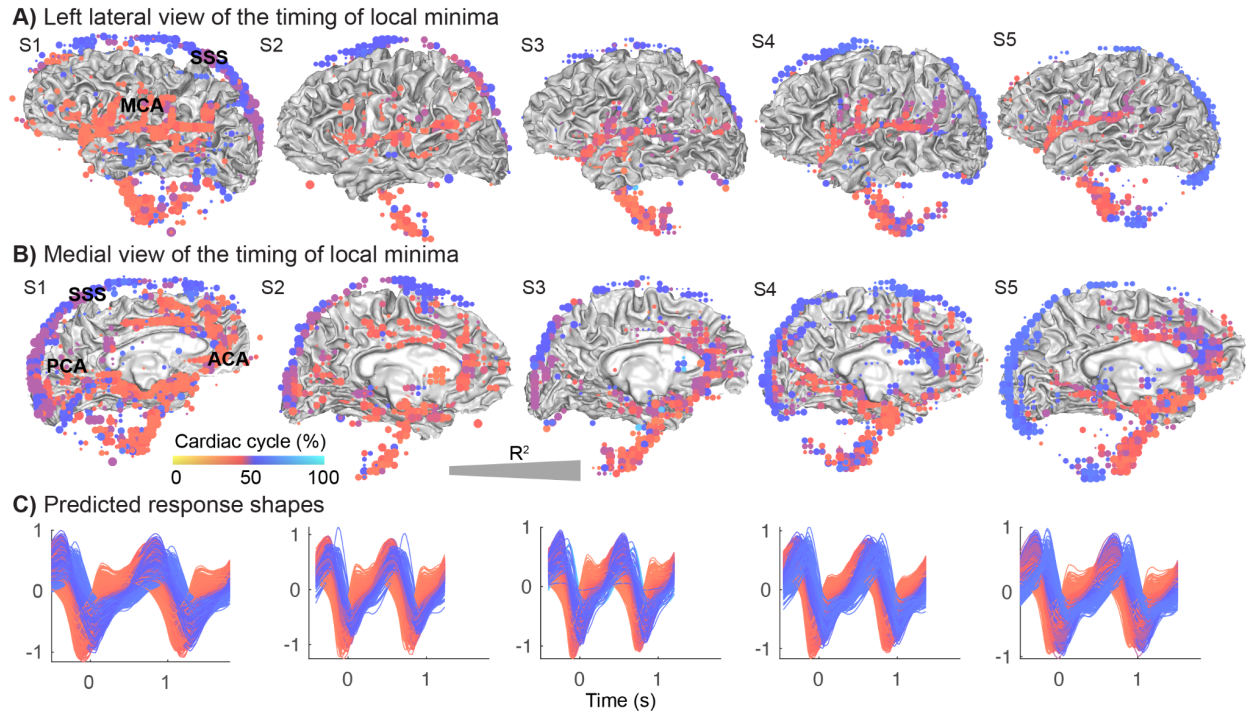 A) Left lateral view of the timing of local minima
S1 S2 S3 S4 S5
SSS
MCA
B) Medial view of the timing of local minima
S1 S2 S3 S4 S5
SSS
PCA ACA
Cardiac cycle (%)
0 50 100
R²
C) Predicted response shapes
1 1 1 1 1
0 0 0 0 0
-1 -1 -1 -1 -1
0 1 0 1 0 1 0 1 0 1
Time (s)